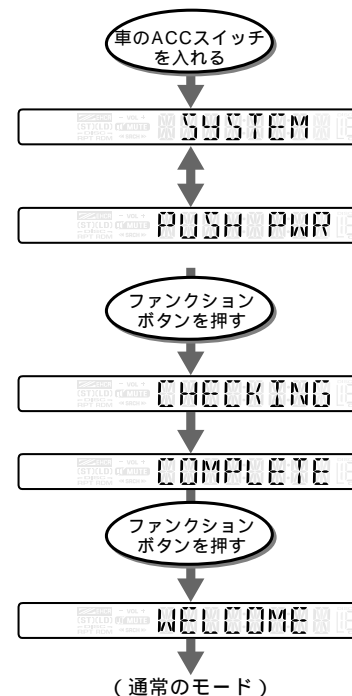 車のACCスイッチ
を入れる
SYSTEM
PUSH PWR
ファンクション
ボタンを押す
CHECKING
COMPLETE
ファンクション
ボタンを押す
WELCOME
(通常のモード)